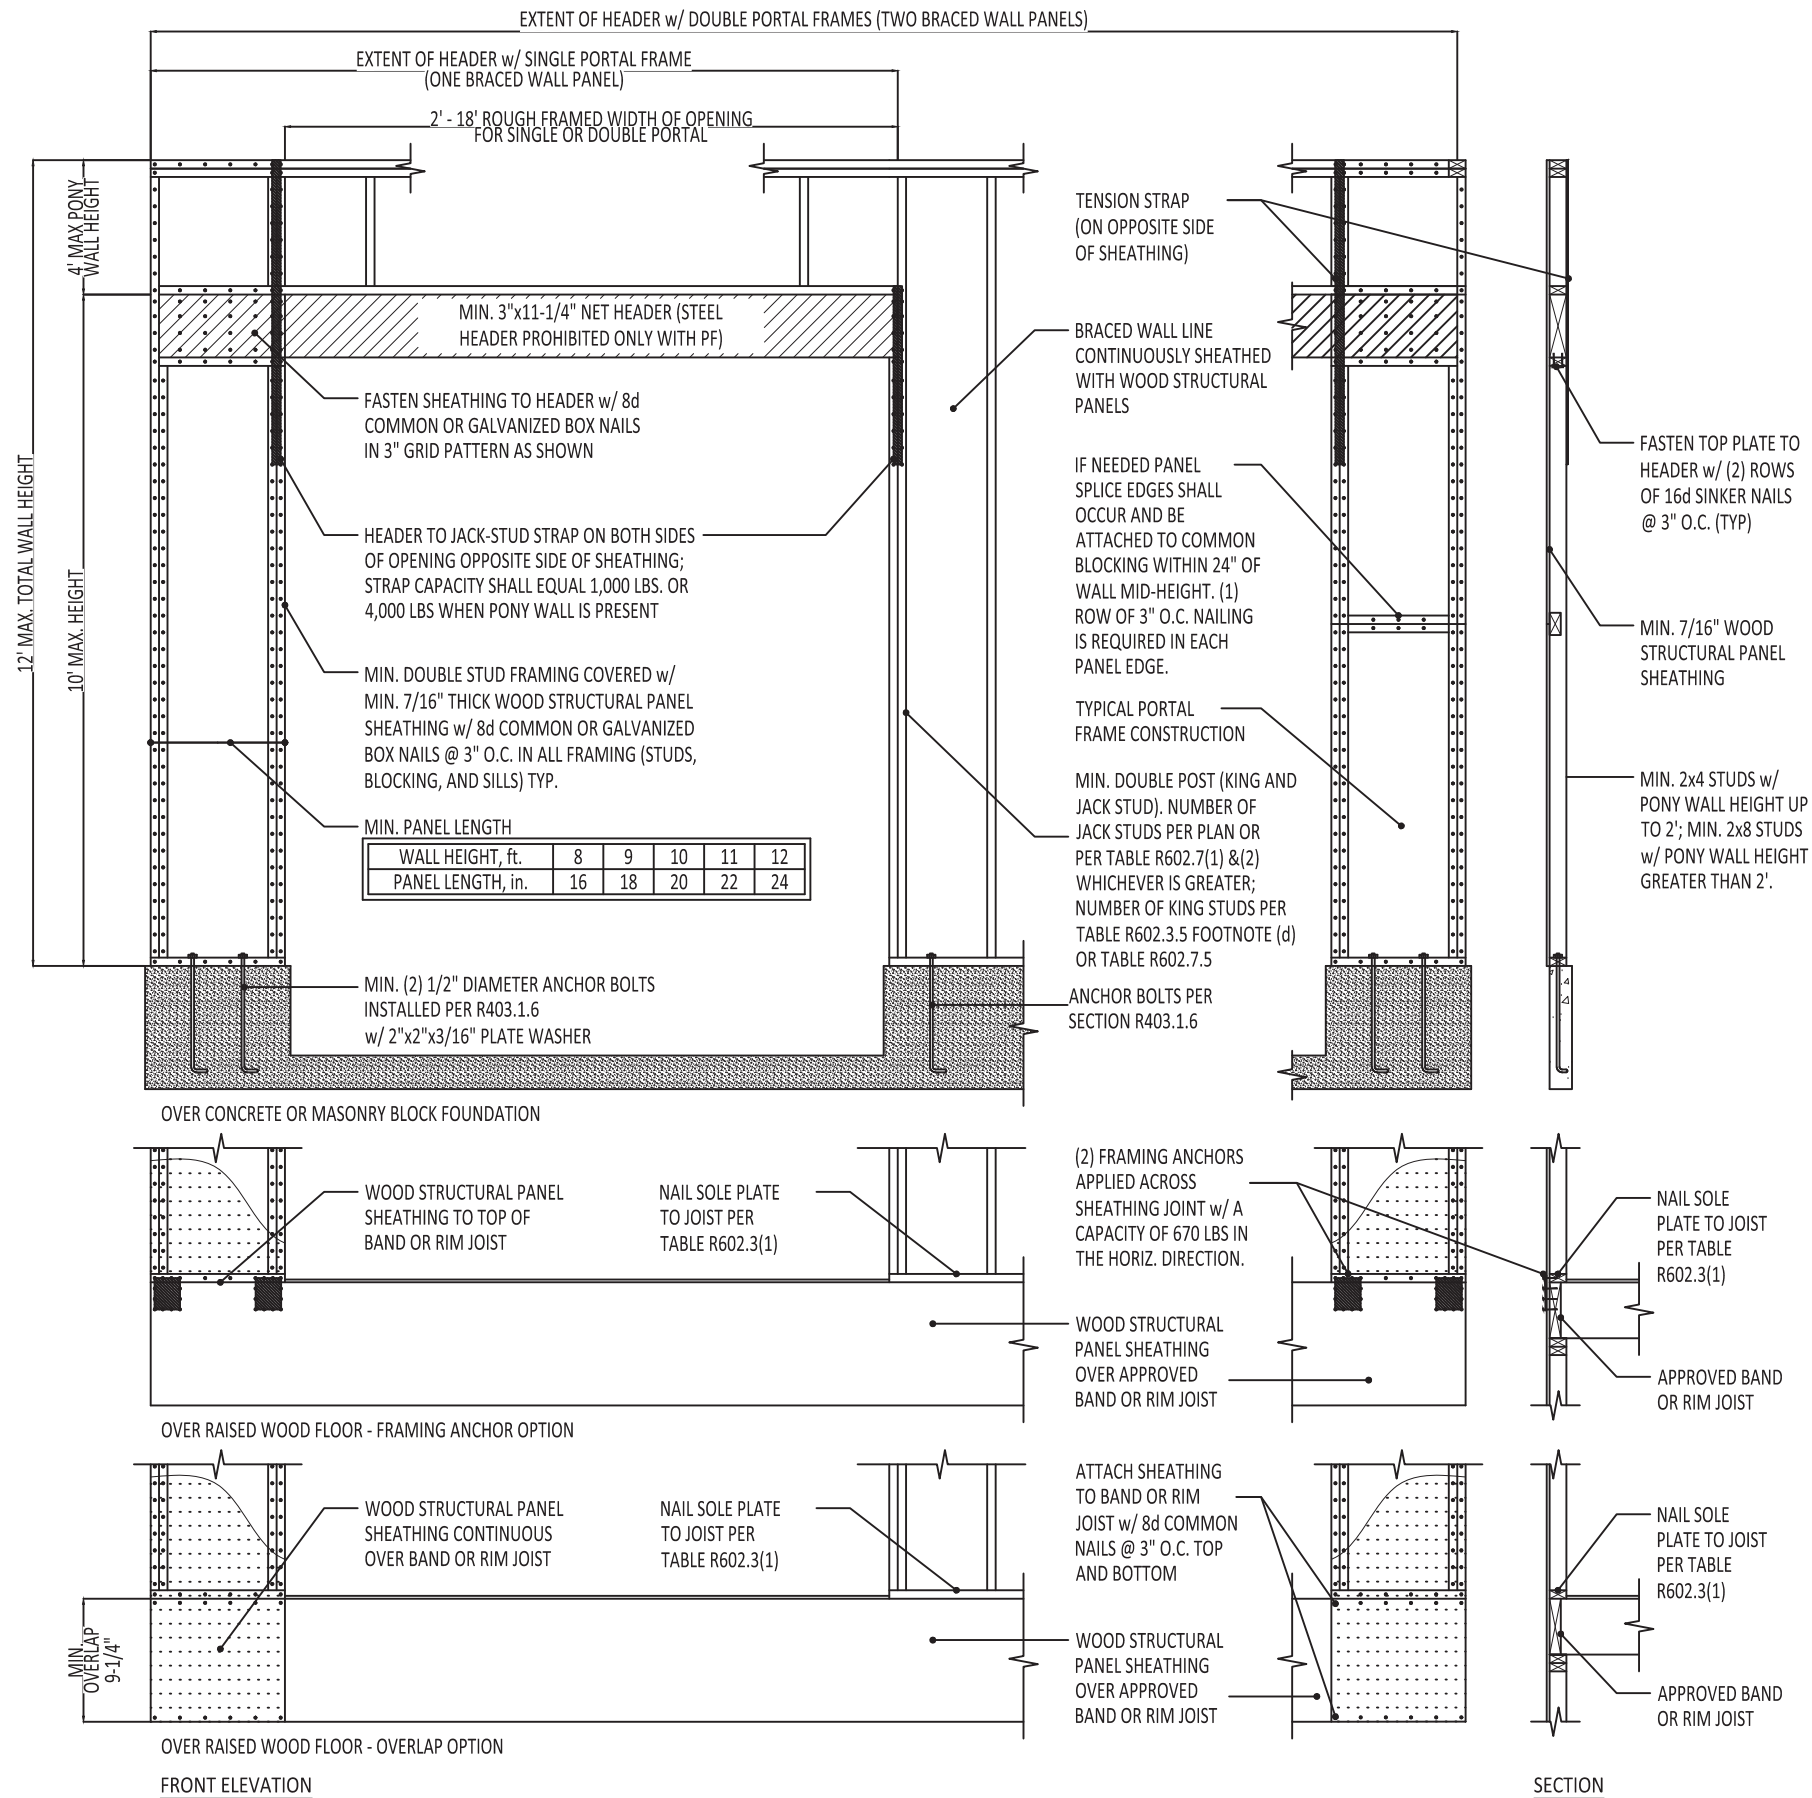 EXTENT OF HEADER w/ DOUBLE PORTAL FRAMES (TWO BRACED WALL PANELS)
EXTENT OF HEADER w/ SINGLE PORTAL FRAME
(ONE BRACED WALL PANEL)
2' - 18' ROUGH FRAMED WIDTH OF OPENING
FOR SINGLE OR DOUBLE PORTAL
12' MAX. TOTAL WALL HEIGHT
4' MAX PONY
WALL HEIGHT
10' MAX. HEIGHT
MIN. 3"x11-1/4" NET HEADER (STEEL
HEADER PROHIBITED ONLY WITH PF)
FASTEN SHEATHING TO HEADER w/ 8d
COMMON OR GALVANIZED BOX NAILS
IN 3" GRID PATTERN AS SHOWN
HEADER TO JACK-STUD STRAP ON BOTH SIDES
OF OPENING OPPOSITE SIDE OF SHEATHING;
STRAP CAPACITY SHALL EQUAL 1,000 LBS. OR
4,000 LBS WHEN PONY WALL IS PRESENT
MIN. DOUBLE STUD FRAMING COVERED w/
MIN. 7/16" THICK WOOD STRUCTURAL PANEL
SHEATHING w/ 8d COMMON OR GALVANIZED
BOX NAILS @ 3" O.C. IN ALL FRAMING (STUDS,
BLOCKING, AND SILLS) TYP.
MIN. PANEL LENGTH
WALL HEIGHT, ft. 8 9 10 11 12
PANEL LENGTH, in. 16 18 20 22 24
MIN. (2) 1/2" DIAMETER ANCHOR BOLTS
INSTALLED PER R403.1.6
w/ 2"x2"x3/16" PLATE WASHER
TENSION STRAP
(ON OPPOSITE SIDE
OF SHEATHING)
BRACED WALL LINE
CONTINUOUSLY SHEATHED
WITH WOOD STRUCTURAL
PANELS
IF NEEDED PANEL
SPLICE EDGES SHALL
OCCUR AND BE
ATTACHED TO COMMON
BLOCKING WITHIN 24" OF
WALL MID-HEIGHT. (1)
ROW OF 3" O.C. NAILING
IS REQUIRED IN EACH
PANEL EDGE.
TYPICAL PORTAL
FRAME CONSTRUCTION
MIN. DOUBLE POST (KING AND
JACK STUD). NUMBER OF
JACK STUDS PER PLAN OR
PER TABLE R602.7(1) &(2)
WHICHEVER IS GREATER;
NUMBER OF KING STUDS PER
TABLE R602.3.5 FOOTNOTE (d)
OR TABLE R602.7.5
ANCHOR BOLTS PER
SECTION R403.1.6
FASTEN TOP PLATE TO
HEADER w/ (2) ROWS
OF 16d SINKER NAILS
@ 3" O.C. (TYP)
MIN. 7/16" WOOD
STRUCTURAL PANEL
SHEATHING
MIN. 2x4 STUDS w/
PONY WALL HEIGHT UP
TO 2'; MIN. 2x8 STUDS
w/ PONY WALL HEIGHT
GREATER THAN 2'.
OVER CONCRETE OR MASONRY BLOCK FOUNDATION
WOOD STRUCTURAL PANEL
SHEATHING TO TOP OF
BAND OR RIM JOIST
NAIL SOLE PLATE
TO JOIST PER
TABLE R602.3(1)
(2) FRAMING ANCHORS
APPLIED ACROSS
SHEATHING JOINT w/ A
CAPACITY OF 670 LBS IN
THE HORIZ. DIRECTION.
WOOD STRUCTURAL
PANEL SHEATHING
OVER APPROVED
BAND OR RIM JOIST
NAIL SOLE
PLATE TO JOIST
PER TABLE
R602.3(1)
APPROVED BAND
OR RIM JOIST
OVER RAISED WOOD FLOOR - FRAMING ANCHOR OPTION
WOOD STRUCTURAL PANEL
SHEATHING CONTINUOUS
OVER BAND OR RIM JOIST
NAIL SOLE PLATE
TO JOIST PER
TABLE R602.3(1)
ATTACH SHEATHING
TO BAND OR RIM
JOIST w/ 8d COMMON
NAILS @ 3" O.C. TOP
AND BOTTOM
WOOD STRUCTURAL
PANEL SHEATHING
OVER APPROVED
BAND OR RIM JOIST
NAIL SOLE
PLATE TO JOIST
PER TABLE
R602.3(1)
APPROVED BAND
OR RIM JOIST
MIN.
OVERLAP
9-1/4"
OVER RAISED WOOD FLOOR - OVERLAP OPTION
FRONT ELEVATION
SECTION